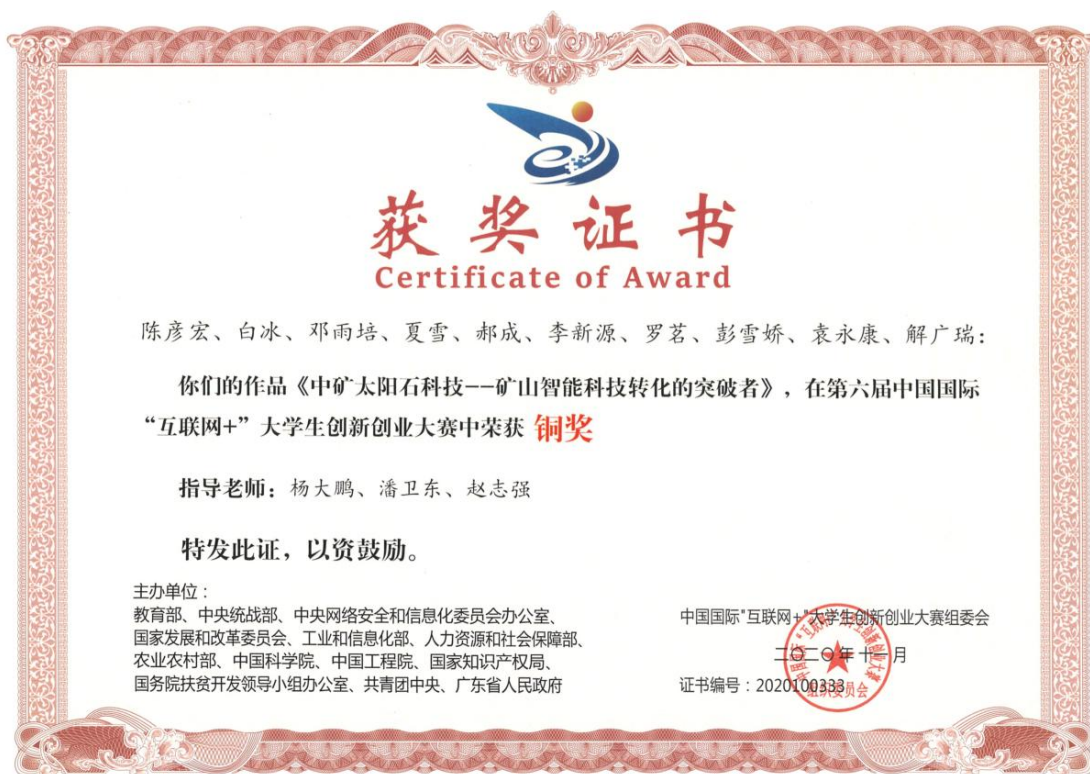 获奖证书
Certificate of Award
陈彦宏、白冰、邓雨培、夏雪、郝成、李新源、罗茗、彭雪娇、袁永康、解广瑞：
你们的作品《中矿太阳石科技--矿山智能科技转化的突破者》，在第六届中国国际
“互联网+”大学生创新创业大赛中荣获 铜奖
指导老师：杨大鹏、潘卫东、赵志强
特发此证，以资鼓励。
主办单位：
教育部、中央统战部、中央网络安全和信息化委员会办公室、
国家发展和改革委员会、工业和信息化部、人力资源和社会保障部、
农业农村部、中国科学院、中国工程院、国家知识产权局、
国务院扶贫开发领导小组办公室、共青团中央、广东省人民政府
中国国际"互联网+"大学生创新创业大赛组委会
二〇二〇年十一月
证书编号：2020100333
组织委员会